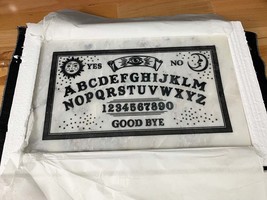 YES NO
ABCDEFGHIJKLM
NOPQRSTUVWXYZ
1234567890
GOOD BYE